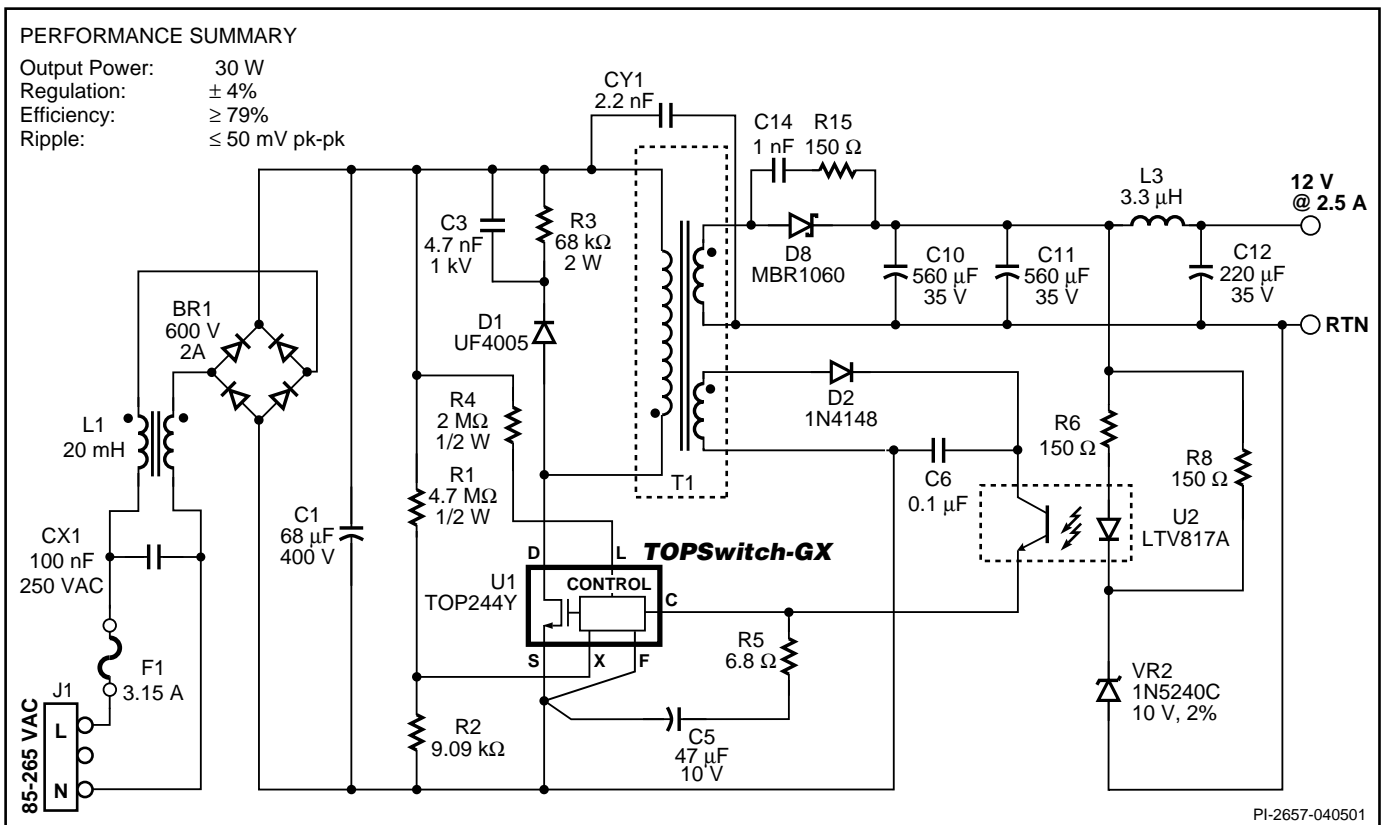 PERFORMANCE SUMMARY
Output Power: 30 W
Regulation: ± 4%
Efficiency: ≥ 79%
Ripple: ≤ 50 mV pk-pk
CY1
2.2 nF
C14
1 nF
R15
150 Ω
L3
3.3 µH
12 V
@ 2.5 A
C3
4.7 nF
1 kV
R3
68 kΩ
2 W
D8
MBR1060
C10
560 µF
35 V
C11
560 µF
35 V
C12
220 µF
35 V
RTN
BR1
600 V
2A
D1
UF4005
D2
1N4148
R4
2 MΩ
1/2 W
L1
20 mH
R1
4.7 MΩ
1/2 W
T1
C6
0.1 µF
R6
150 Ω
R8
150 Ω
U2
LTV817A
C1
68 µF
400 V
CX1
100 nF
250 VAC
D
L
TOPSwitch-GX
U1
TOP244Y
CONTROL
C
S
X
F
R5
6.8 Ω
VR2
1N5240C
10 V, 2%
F1
3.15 A
J1
L
N
85-265 VAC
R2
9.09 kΩ
C5
47 µF
10 V
PI-2657-040501